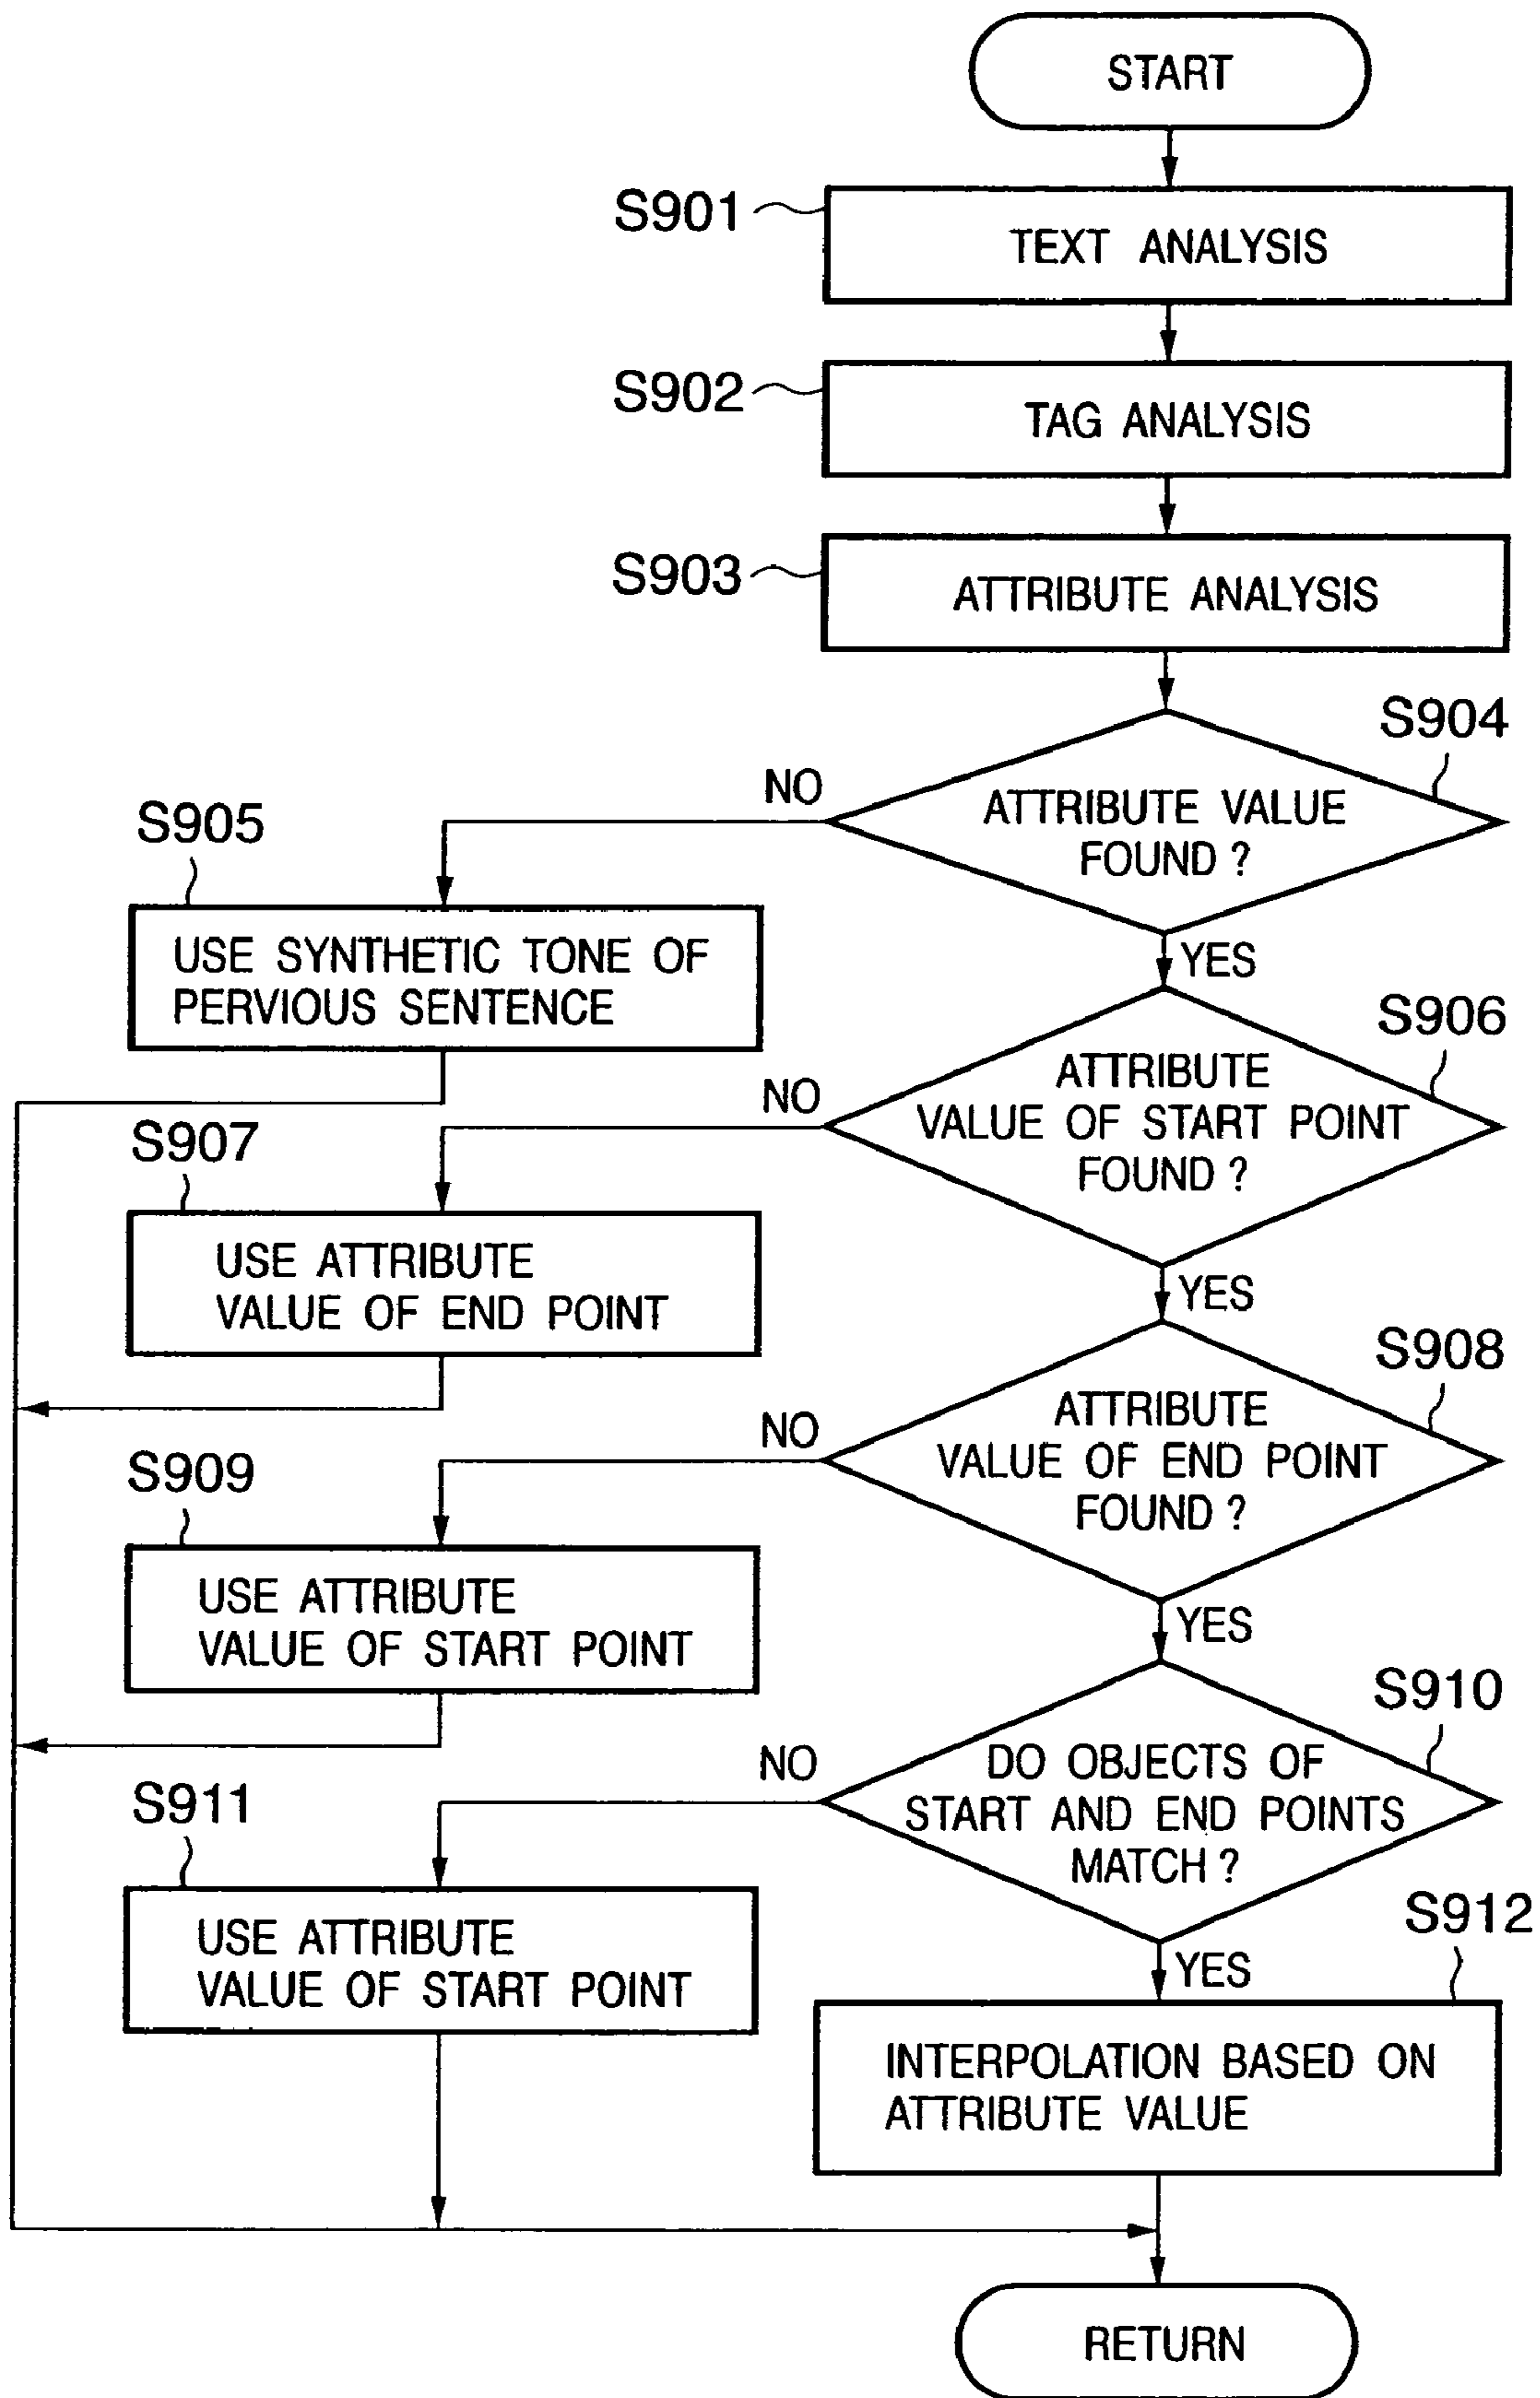 START
S901
TEXT ANALYSIS
S902
TAG ANALYSIS
S903
ATTRIBUTE ANALYSIS
S904
ATTRIBUTE VALUE
FOUND ?
NO
YES
S905
USE SYNTHETIC TONE OF
PERVIOUS SENTENCE
S906
ATTRIBUTE
VALUE OF START POINT
FOUND ?
NO
YES
S907
USE ATTRIBUTE
VALUE OF END POINT
S908
ATTRIBUTE
VALUE OF END POINT
FOUND ?
NO
YES
S909
USE ATTRIBUTE
VALUE OF START POINT
S910
DO OBJECTS OF
START AND END POINTS
MATCH ?
NO
YES
S911
USE ATTRIBUTE
VALUE OF START POINT
S912
INTERPOLATION BASED ON
ATTRIBUTE VALUE
RETURN